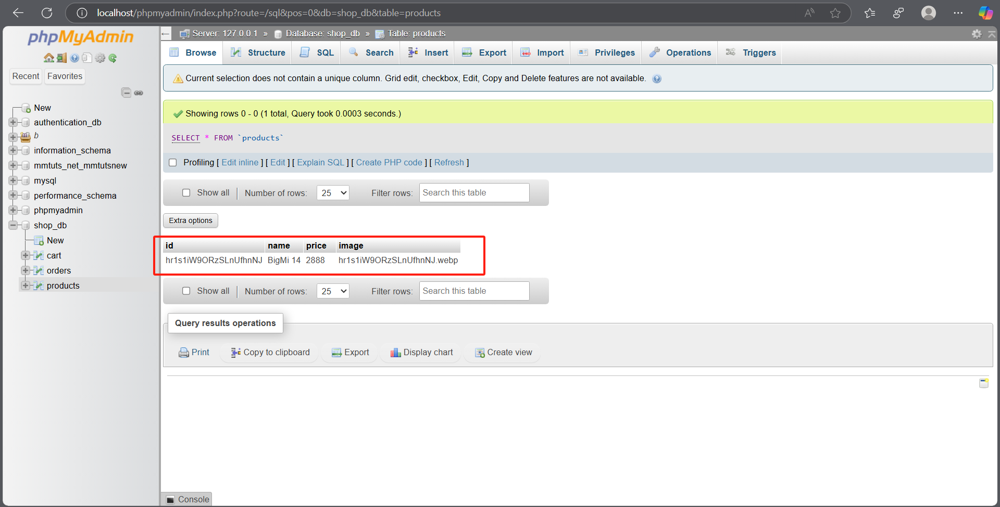 localhost/phpmyadmin/index.php?route=/sql&pos=0&db=shop_db&table=products
phpMyAdmin
Recent Favorites
New
authentication_db
b
information_schema
mmtuts_net_mmtutsnew
mysql
performance_schema
phpmyadmin
shop_db
New
cart
orders
products
Server: 127.0.0.1 » Database: shop_db » Table: products
Browse Structure SQL Search Insert Export Import Privileges Operations Triggers
Current selection does not contain a unique column. Grid edit, checkbox, Edit, Copy and Delete features are not available.
Showing rows 0 - 0 (1 total, Query took 0.0003 seconds.)
SELECT * FROM `products`
Profiling [ Edit inline ] [ Edit ] [ Explain SQL ] [ Create PHP code ] [ Refresh ]
Show all | Number of rows: 25 Filter rows: Search this table
Extra options
id name price image
hr1s1iW9ORzSLnUfhnNJ BigMi 14 2888 hr1s1iW9ORzSLnUfhnNJ.webp
Show all | Number of rows: 25 Filter rows: Search this table
Query results operations
Print Copy to clipboard Export Display chart Create view
Console